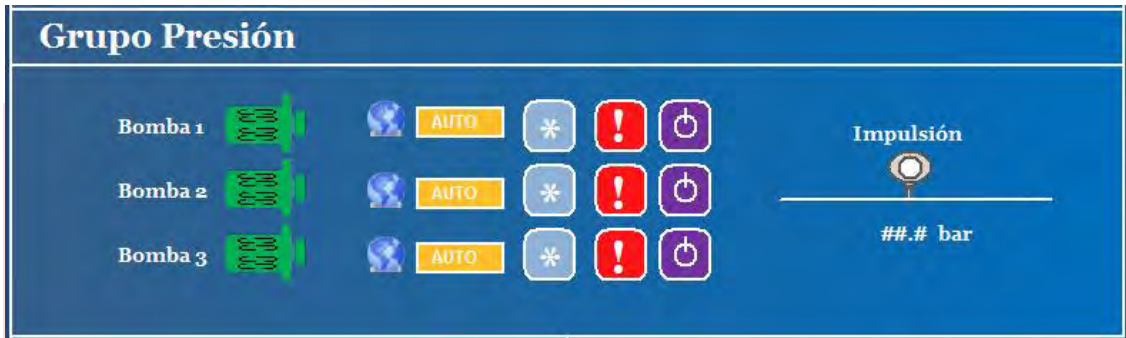 Grupo Presión
Bomba 1 AUTO * !
Impulsión
Bomba 2 AUTO * !
##.# bar
Bomba 3 AUTO * !